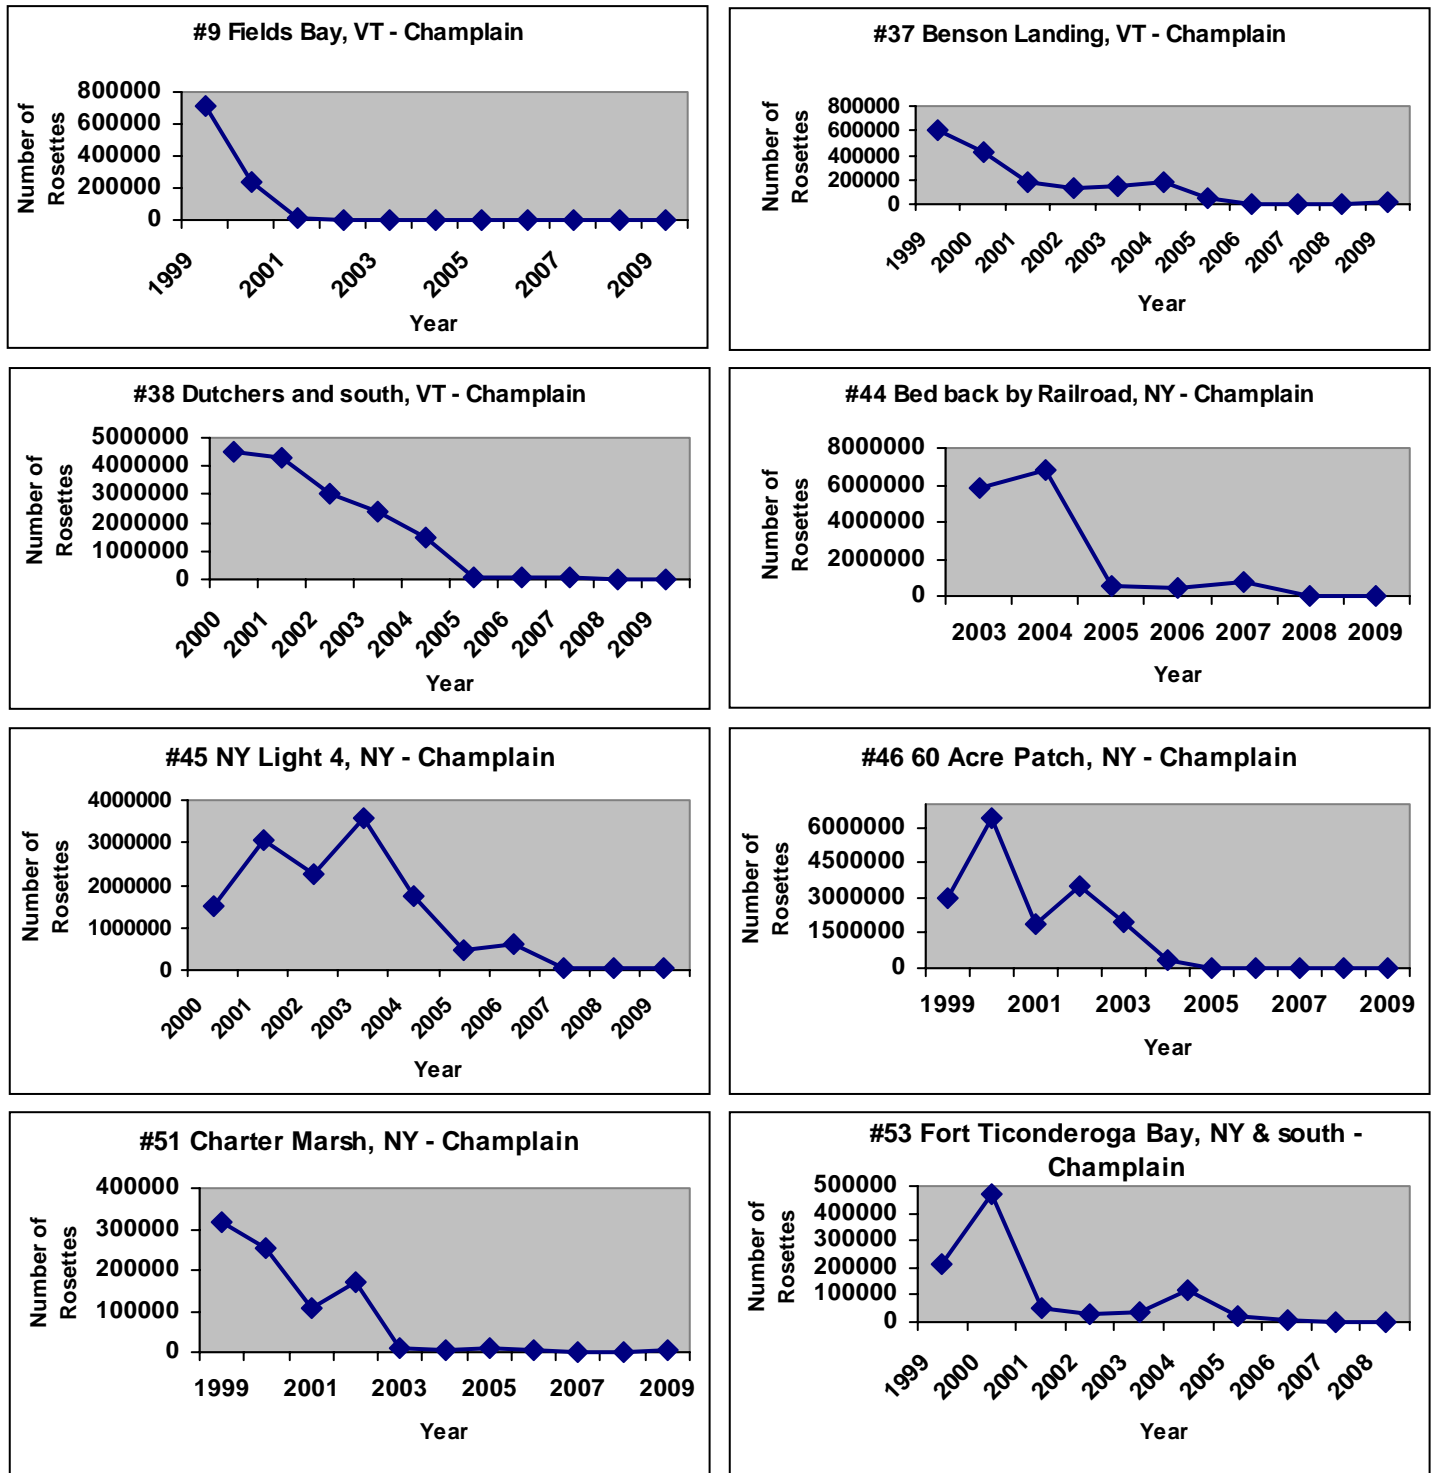 #9 Fields Bay, VT - Champlain
Number of
Rosettes
800000
600000
400000
200000
0
1999
2001
2003
2005
2007
2009
Year
#37 Benson Landing, VT - Champlain
Number of
Rosettes
800000
600000
400000
200000
0
1999
2000
2001
2002
2003
2004
2005
2006
2007
2008
2009
Year
#38 Dutchers and south, VT - Champlain
Number of
Rosettes
5000000
4000000
3000000
2000000
1000000
0
2000
2001
2002
2003
2004
2005
2006
2007
2008
2009
Year
#44 Bed back by Railroad, NY - Champlain
Number of
Rosettes
8000000
6000000
4000000
2000000
0
2003 2004 2005 2006 2007 2008 2009
Year
#45 NY Light 4, NY - Champlain
Number of
Rosettes
4000000
3000000
2000000
1000000
0
2000
2001
2002
2003
2004
2005
2006
2007
2008
2009
Year
#46 60 Acre Patch, NY - Champlain
Number of
Rosettes
6000000
4500000
3000000
1500000
0
1999 2001 2003 2005 2007 2009
Year
#51 Charter Marsh, NY - Champlain
Number of
Rosettes
400000
300000
200000
100000
0
1999 2001 2003 2005 2007 2009
Year
#53 Fort Ticonderoga Bay, NY & south -
Champlain
Number of
Rosettes
500000
400000
300000
200000
100000
0
1999
2000
2001
2002
2003
2004
2005
2006
2007
2008
Year